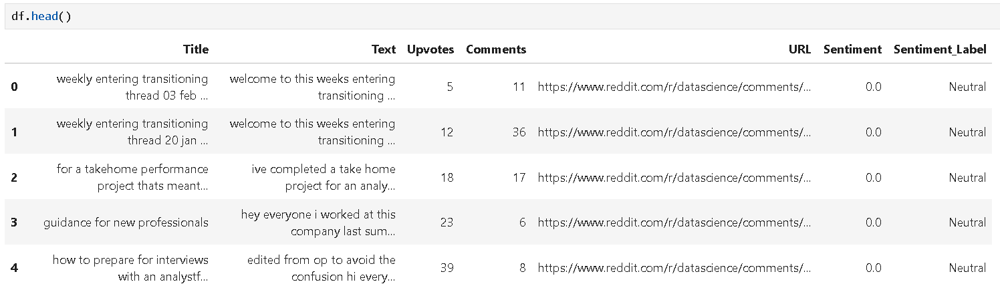 df.head()
Title Text Upvotes Comments URL Sentiment Sentiment_Label
0 weekly entering transitioning thread 03 feb ... welcome to this weeks entering transitioning ... 5 11 https://www.reddit.com/r/datascience/comments/... 0.0 Neutral
1 weekly entering transitioning thread 20 jan ... welcome to this weeks entering transitioning ... 12 36 https://www.reddit.com/r/datascience/comments/... 0.0 Neutral
2 for a takehome performance project thats meant... ive completed a take home project for an analy... 18 17 https://www.reddit.com/r/datascience/comments/... 0.0 Neutral
3 guidance for new professionals hey everyone i worked at this company last sum... 23 6 https://www.reddit.com/r/datascience/comments/... 0.0 Neutral
4 how to prepare for interviews with an analystf... edited from op to avoid the confusion hi every... 39 8 https://www.reddit.com/r/datascience/comments/... 0.0 Neutral